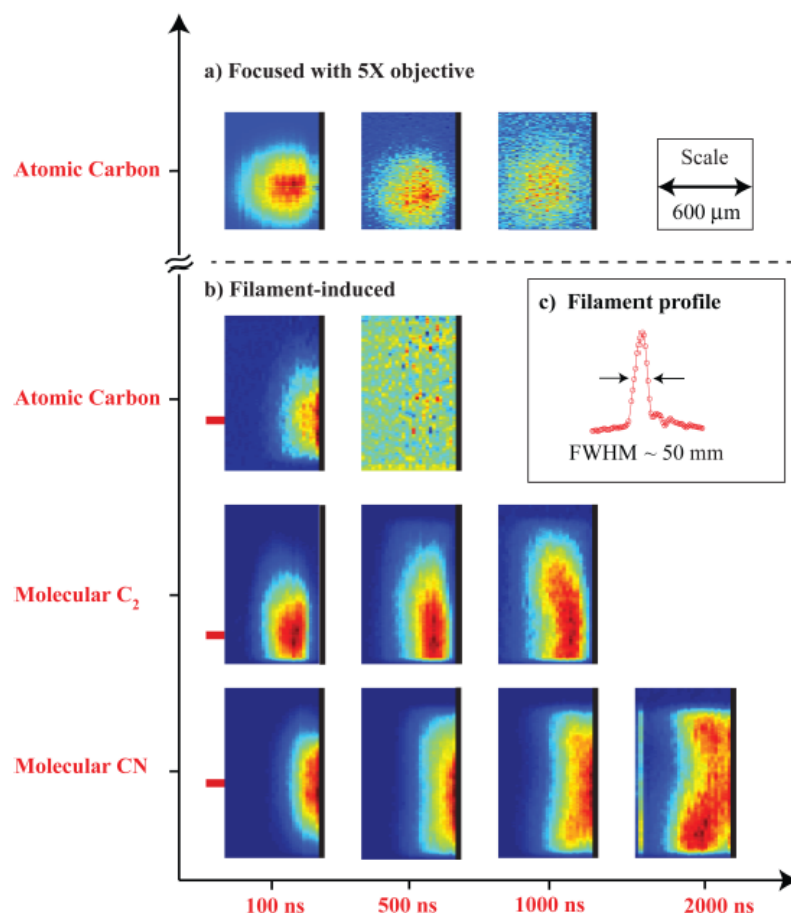 a) Focused with 5X objective
Atomic Carbon
Scale
600 μm
b) Filament-induced
c) Filament profile
Atomic Carbon
FWHM ~ 50 mm
Molecular C₂
Molecular CN
100 ns 500 ns 1000 ns 2000 ns